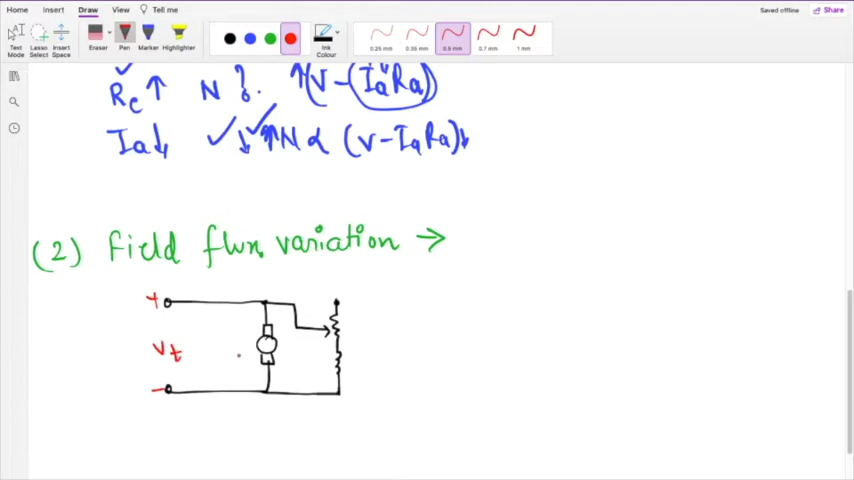 Home Insert Draw View Tell me Saved offline Share
Text Mode Lasso Select Insert Space Eraser Pen Marker Highlighter Ink Colour 0.25 mm 0.35 mm 0.5 mm 0.7 mm 1 mm
Rc ↑ N ?. ↑(V - (IaRa)
Ia↓ ✓ ↓ ↑N ∝ (V - IaRa)↓
(2) Field flux variation →
+
Vt
−